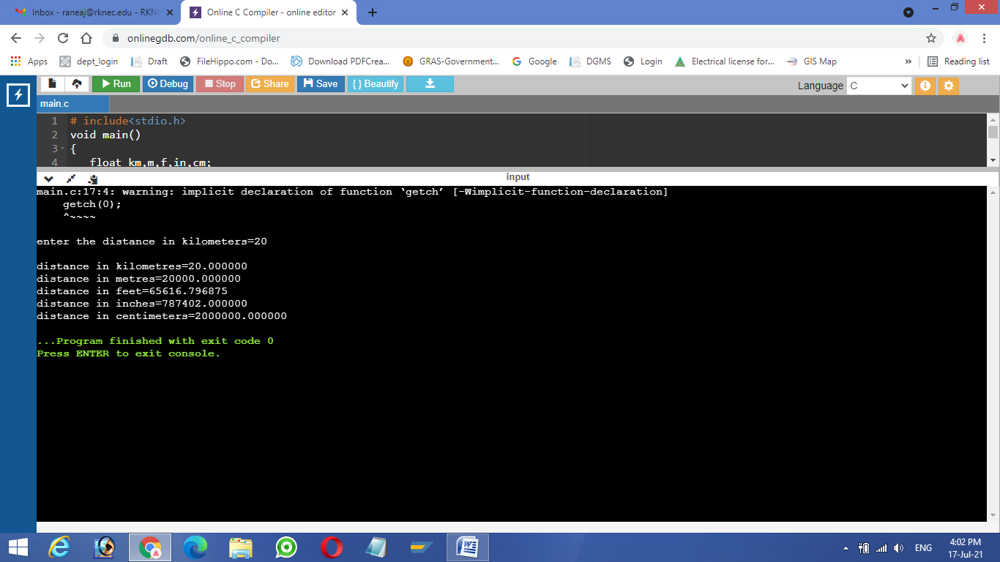 Inbox - raneaj@rknec.edu - RKN
Online C Compiler - online editor
onlinegdb.com/online_c_compiler
Apps dept_login Draft FileHippo.com - Do... Download PDFCrea... GRAS-Government... Google DGMS Login Electrical license for... GIS Map » Reading list
Run Debug Stop Share Save { } Beautify
Language C
main.c
1 # include<stdio.h>
2 void main()
3 {
4 float km,m,f,in,cm;
input
main.c:17:4: warning: implicit declaration of function ‘getch’ [-Wimplicit-function-declaration]
getch(0);
^~~~~
enter the distance in kilometers=20
distance in kilometres=20.000000
distance in metres=20000.000000
distance in feet=65616.796875
distance in inches=787402.000000
distance in centimeters=2000000.000000
...Program finished with exit code 0
Press ENTER to exit console.
ENG
4:02 PM
17-Jul-21